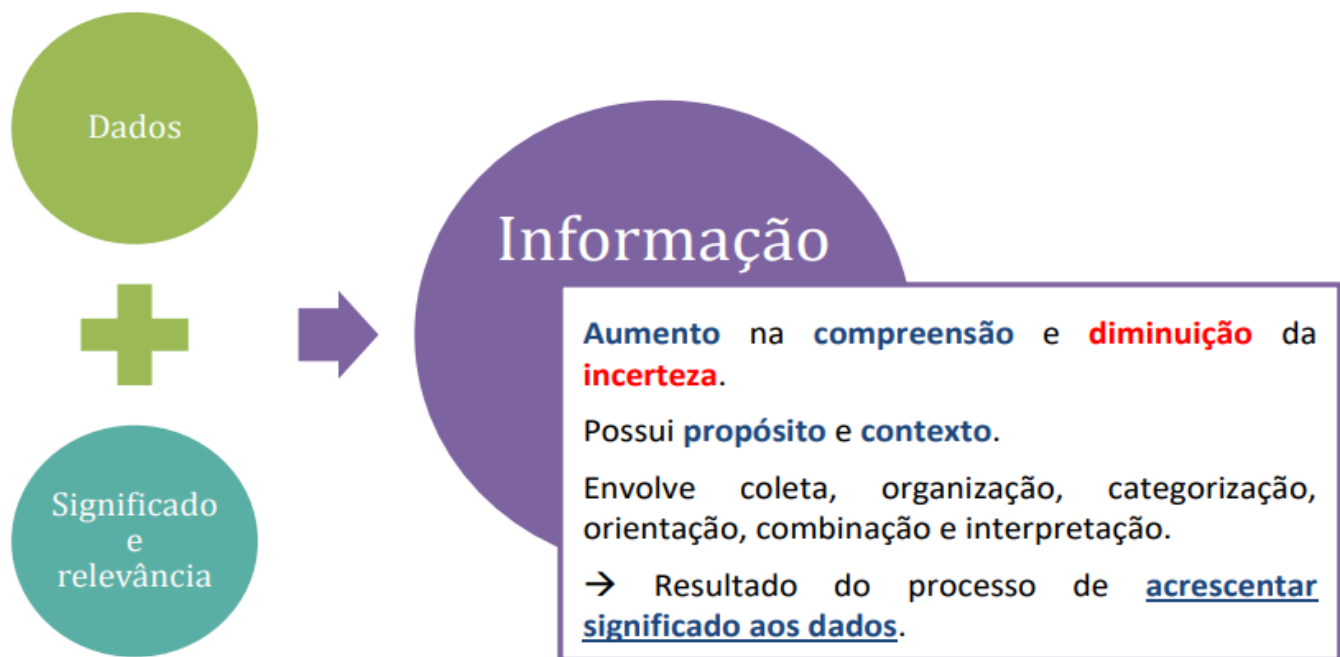 Dados
Significado
e
relevância
Informação
Aumento na compreensão e diminuição da
incerteza.
Possui propósito e contexto.
Envolve coleta, organização, categorização,
orientação, combinação e interpretação.
→ Resultado do processo de acrescentar
significado aos dados.